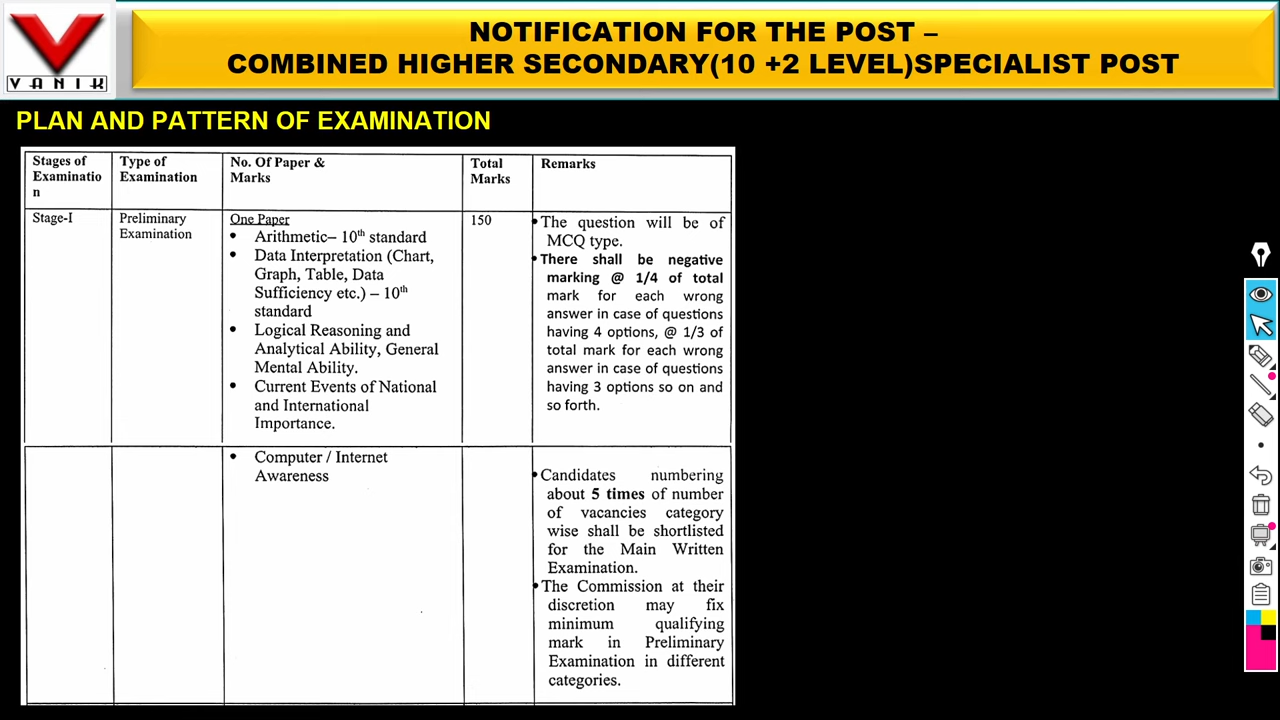 VANIK
NOTIFICATION FOR THE POST –
COMBINED HIGHER SECONDARY(10 +2 LEVEL)SPECIALIST POST
PLAN AND PATTERN OF EXAMINATION
Stages of
Examinatio
n
Type of
Examination
No. Of Paper &
Marks
Total
Marks
Remarks
Stage-I
Preliminary
Examination
One Paper
• Arithmetic– 10th standard
• Data Interpretation (Chart,
Graph, Table, Data
Sufficiency etc.) – 10th
standard
• Logical Reasoning and
Analytical Ability, General
Mental Ability.
• Current Events of National
and International
Importance.
150
• The question will be of
MCQ type.
• There shall be negative
marking @ 1/4 of total
mark for each wrong
answer in case of questions
having 4 options, @ 1/3 of
total mark for each wrong
answer in case of questions
having 3 options so on and
so forth.
• Computer / Internet
Awareness
• Candidates numbering
about 5 times of number
of vacancies category
wise shall be shortlisted
for the Main Written
Examination.
• The Commission at their
discretion may fix
minimum qualifying
mark in Preliminary
Examination in different
categories.